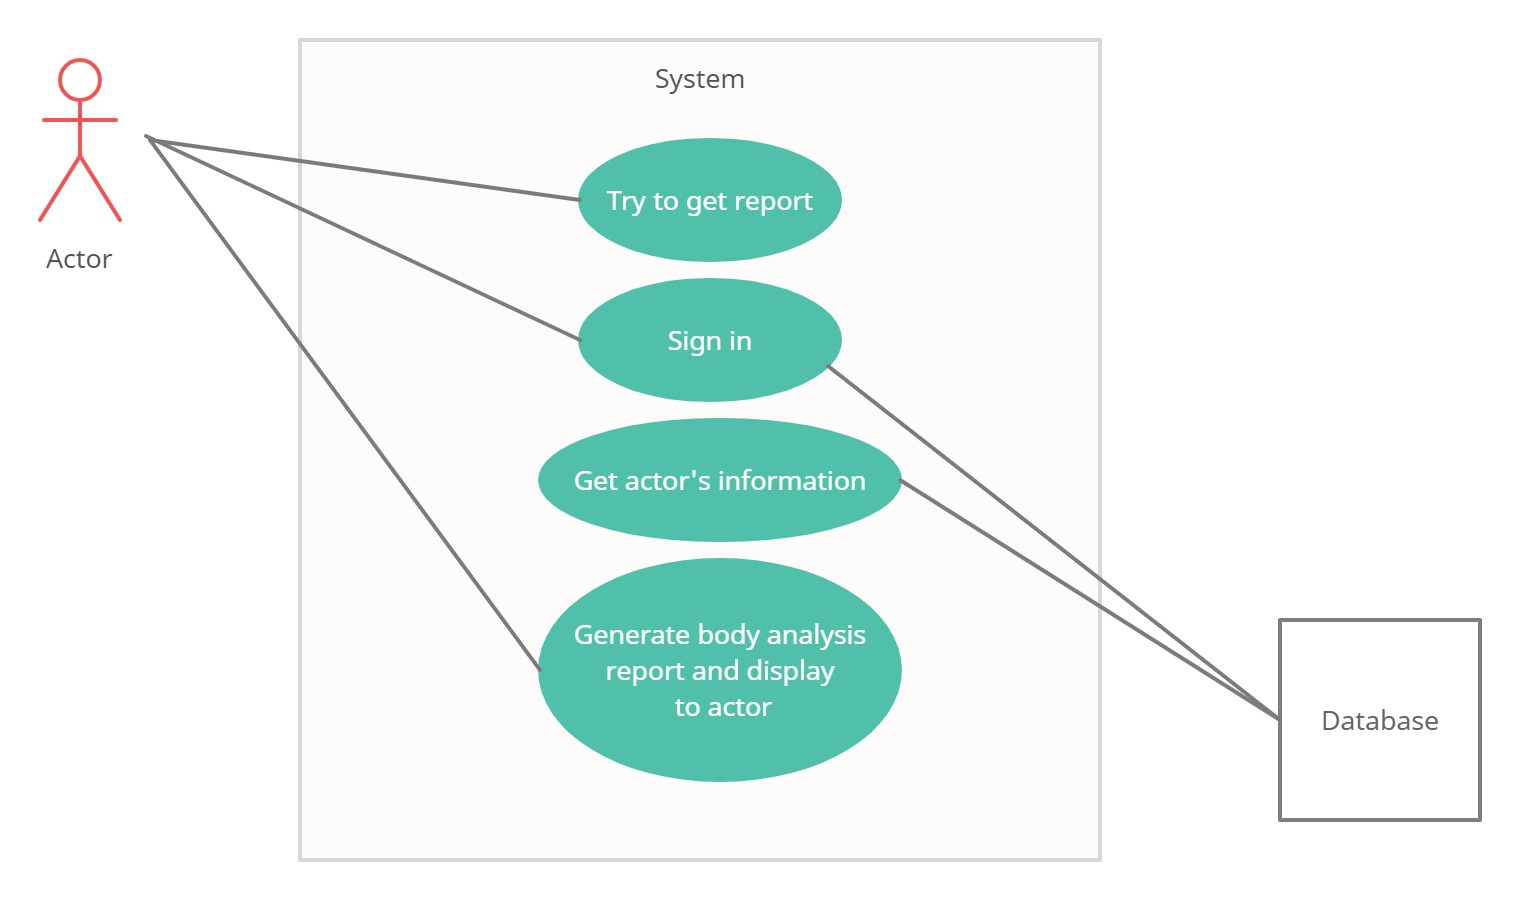 System
Actor
Try to get report
Sign in
Get actor's information
Generate body analysis
report and display
to actor
Database